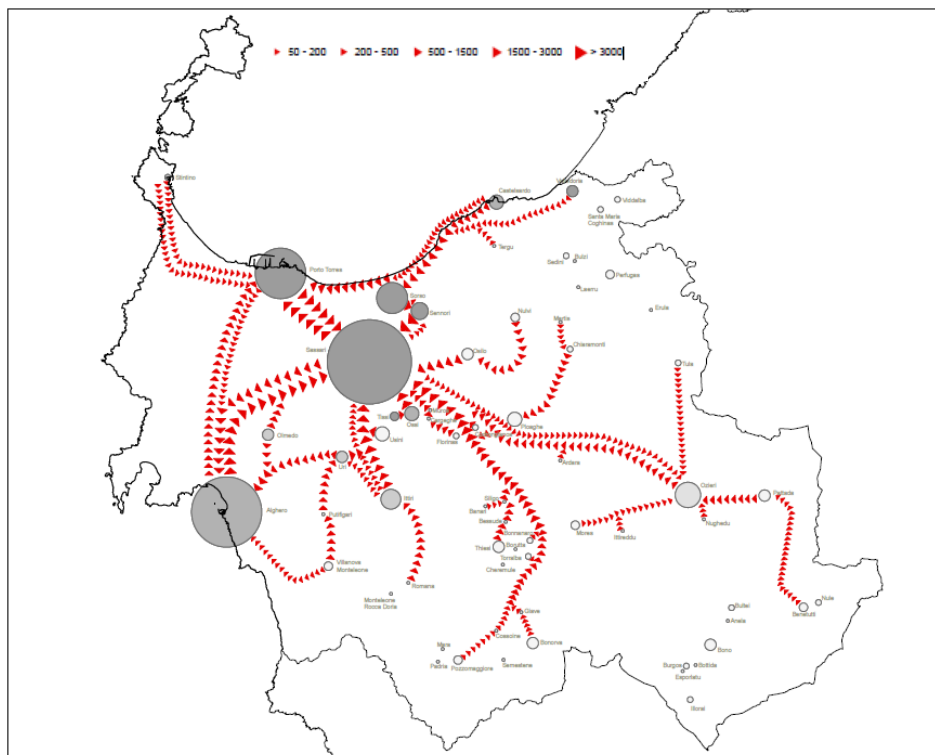 50 - 200
200 - 500
500 - 1500
1500 - 3000
> 3000
Stintino
Castelsardo
Valledoria
Viddalba
Santa Maria
Coghinas
Tergu
Sedini
Bulzi
Porto Torres
Perfugas
Laerru
Sorso
Sennori
Erula
Nulvi
Martis
Sassari
Osilo
Chiaramonti
Tula
Tissi
Ossi
Muros
Cargeghe
Ploaghe
Usini
Florinas
Olmedo
Uri
Ardara
Ittiri
Ozieri
Pattada
Siligo
Banari
Alghero
Putifigari
Bessude
Nughedu
Mores
Ittireddu
Bonnanaro
Thiesi
Borutta
Torralba
Cheremule
Villanova
Monteleone
Romana
Monteleone
Rocca Doria
Giave
Bultei
Nule
Benetutti
Anela
Cossoine
Bonorva
Mara
Bono
Padria
Pozzomaggiore
Semestene
Burgos
Bottida
Esporlatu
Illorai